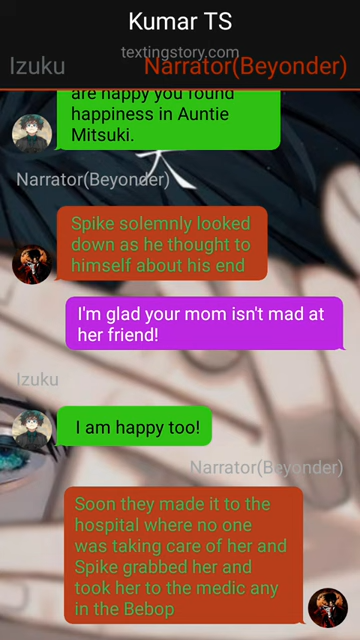 Kumar TS
textingstory.com
Izuku
Narrator(Beyonder)
are happy you found
happiness in Auntie
Mitsuki.
Narrator(Beyonder)
Spike solemnly looked
down as he thought to
himself about his end
I'm glad your mom isn't mad at
her friend!
Izuku
I am happy too!
Narrator(Beyonder)
Soon they made it to the
hospital where no one
was taking care of her and
Spike grabbed her and
took her to the medic any
in the Bebop